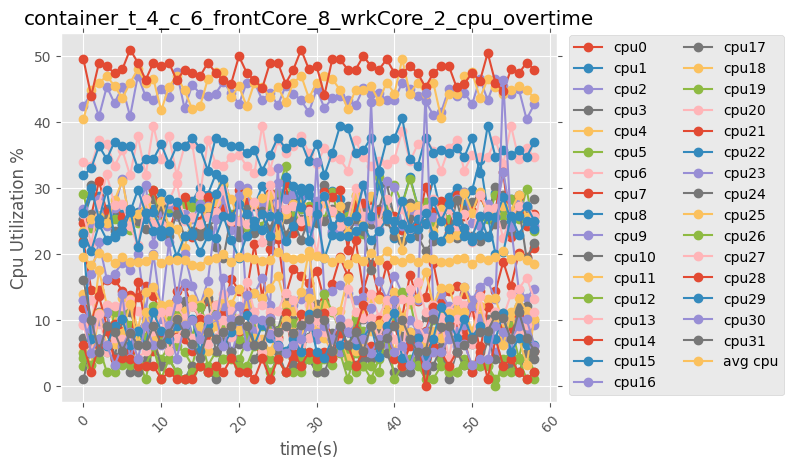 container_t_4_c_6_frontCore_8_wrkCore_2_cpu_overtime
50
40
30
20
10
0
Cpu Utilization %
0
10
20
30
40
50
60
time(s)
cpu0
cpu1
cpu2
cpu3
cpu4
cpu5
cpu6
cpu7
cpu8
cpu9
cpu10
cpu11
cpu12
cpu13
cpu14
cpu15
cpu16
cpu17
cpu18
cpu19
cpu20
cpu21
cpu22
cpu23
cpu24
cpu25
cpu26
cpu27
cpu28
cpu29
cpu30
cpu31
avg cpu